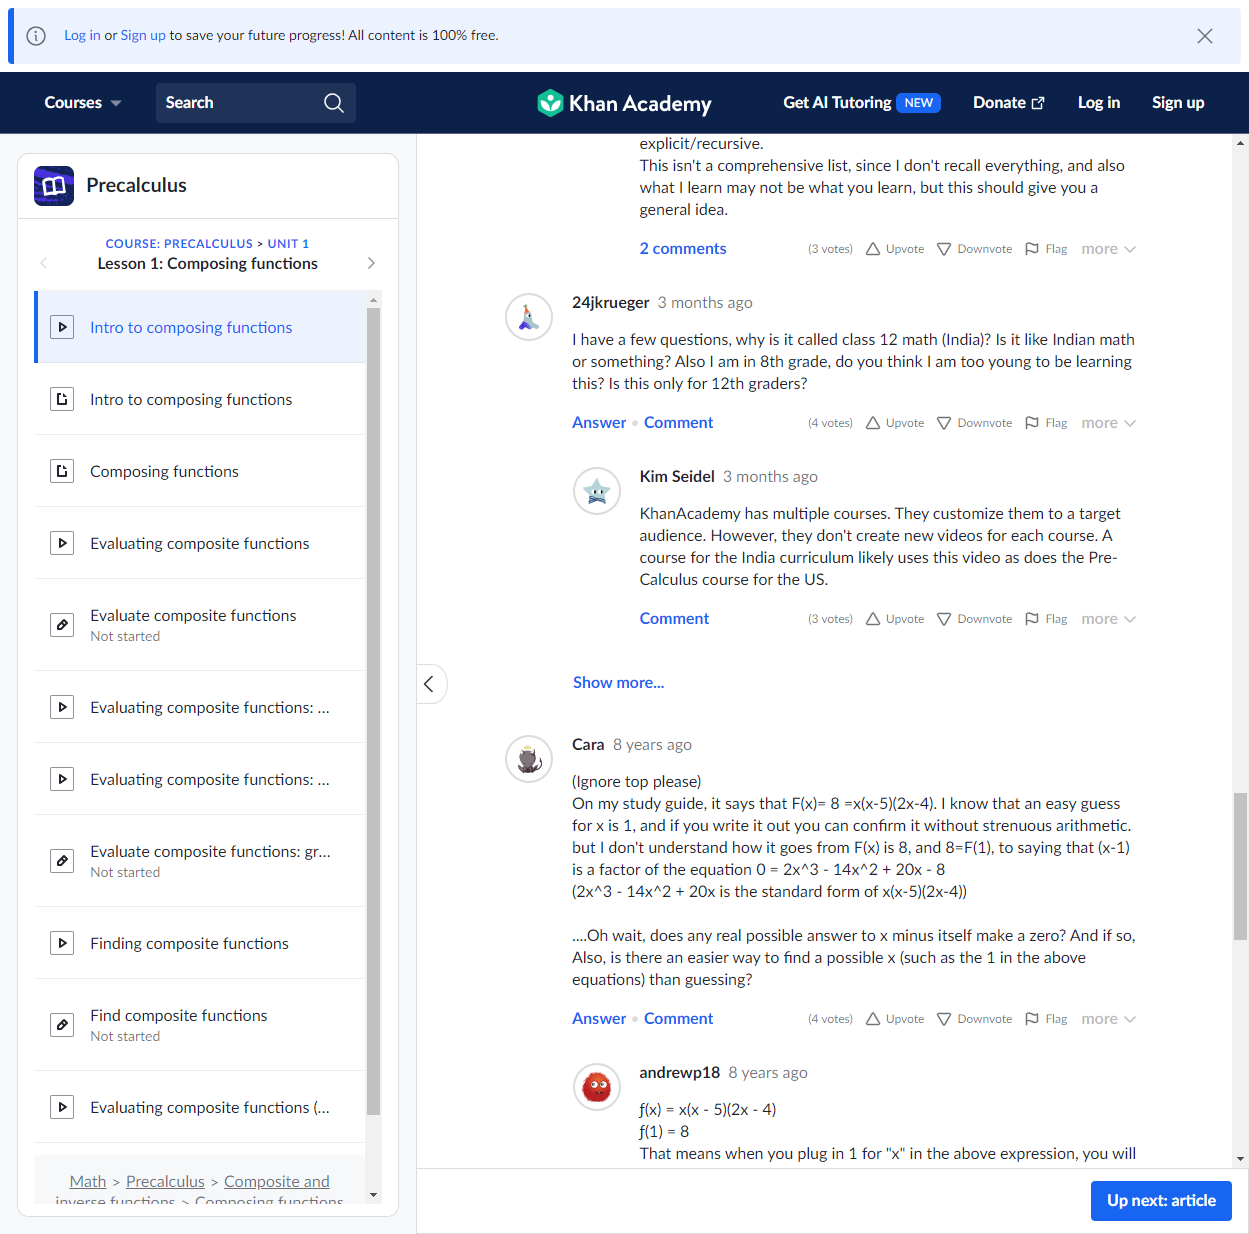 Log in or Sign up to save your future progress! All content is 100% free.
Courses
Search
Khan Academy
Get AI Tutoring NEW
Donate
Log in
Sign up
Precalculus
COURSE: PRECALCULUS > UNIT 1
Lesson 1: Composing functions
Intro to composing functions
Intro to composing functions
Composing functions
Evaluating composite functions
Evaluate composite functions
Not started
Evaluating composite functions: ...
Evaluating composite functions: ...
Evaluate composite functions: gr...
Not started
Finding composite functions
Find composite functions
Not started
Evaluating composite functions (...
Math > Precalculus > Composite and
inverse functions > Composing functions
explicit/recursive.
This isn't a comprehensive list, since I don't recall everything, and also
what I learn may not be what you learn, but this should give you a
general idea.
2 comments (3 votes) Upvote Downvote Flag more
24jkrueger 3 months ago
I have a few questions, why is it called class 12 math (India)? Is it like Indian math
or something? Also I am in 8th grade, do you think I am too young to be learning
this? Is this only for 12th graders?
Answer • Comment (4 votes) Upvote Downvote Flag more
Kim Seidel 3 months ago
KhanAcademy has multiple courses. They customize them to a target
audience. However, they don't create new videos for each course. A
course for the India curriculum likely uses this video as does the Pre-
Calculus course for the US.
Comment (3 votes) Upvote Downvote Flag more
Show more...
Cara 8 years ago
(Ignore top please)
On my study guide, it says that F(x)= 8 =x(x-5)(2x-4). I know that an easy guess
for x is 1, and if you write it out you can confirm it without strenuous arithmetic.
but I don't understand how it goes from F(x) is 8, and 8=F(1), to saying that (x-1)
is a factor of the equation 0 = 2x^3 - 14x^2 + 20x - 8
(2x^3 - 14x^2 + 20x is the standard form of x(x-5)(2x-4))
....Oh wait, does any real possible answer to x minus itself make a zero? And if so,
Also, is there an easier way to find a possible x (such as the 1 in the above
equations) than guessing?
Answer • Comment (4 votes) Upvote Downvote Flag more
andrewp18 8 years ago
ƒ(x) = x(x - 5)(2x - 4)
ƒ(1) = 8
That means when you plug in 1 for "x" in the above expression, you will
Up next: article